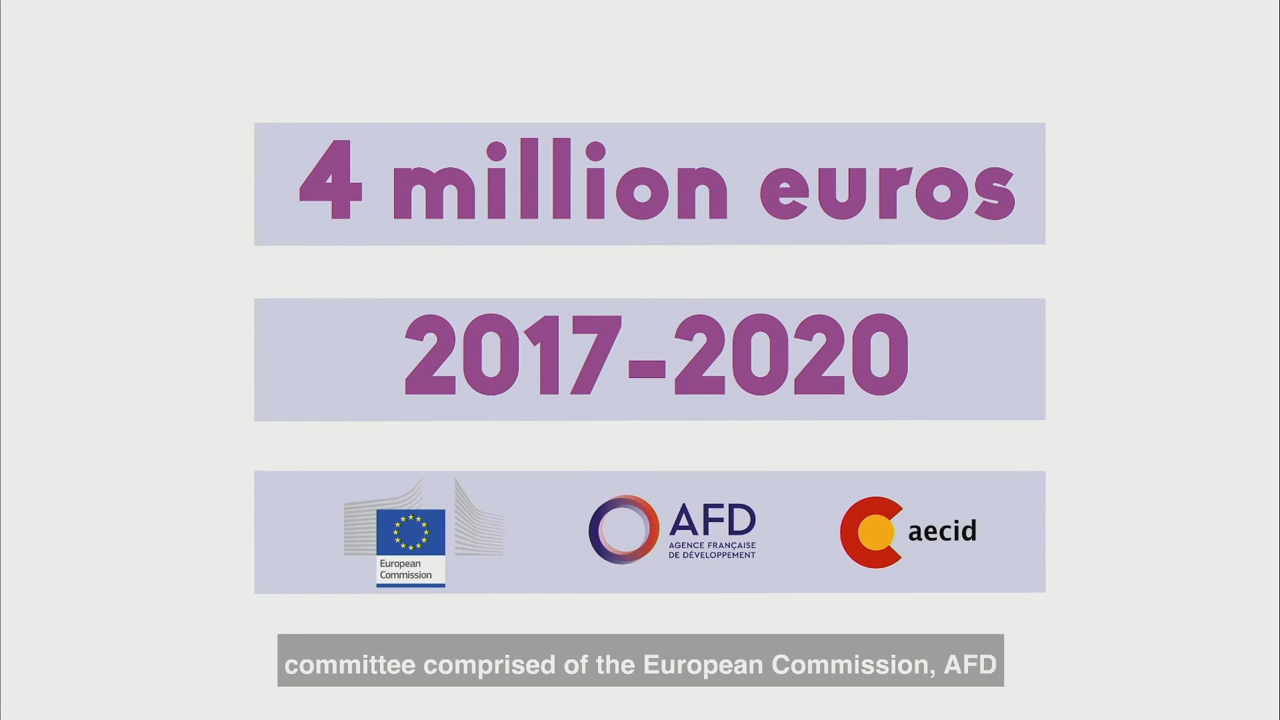 4 million euros
2017-2020
European
Commission
AFD
AGENCE FRANÇAISE
DE DÉVELOPPEMENT
aecid
committee comprised of the European Commission, AFD